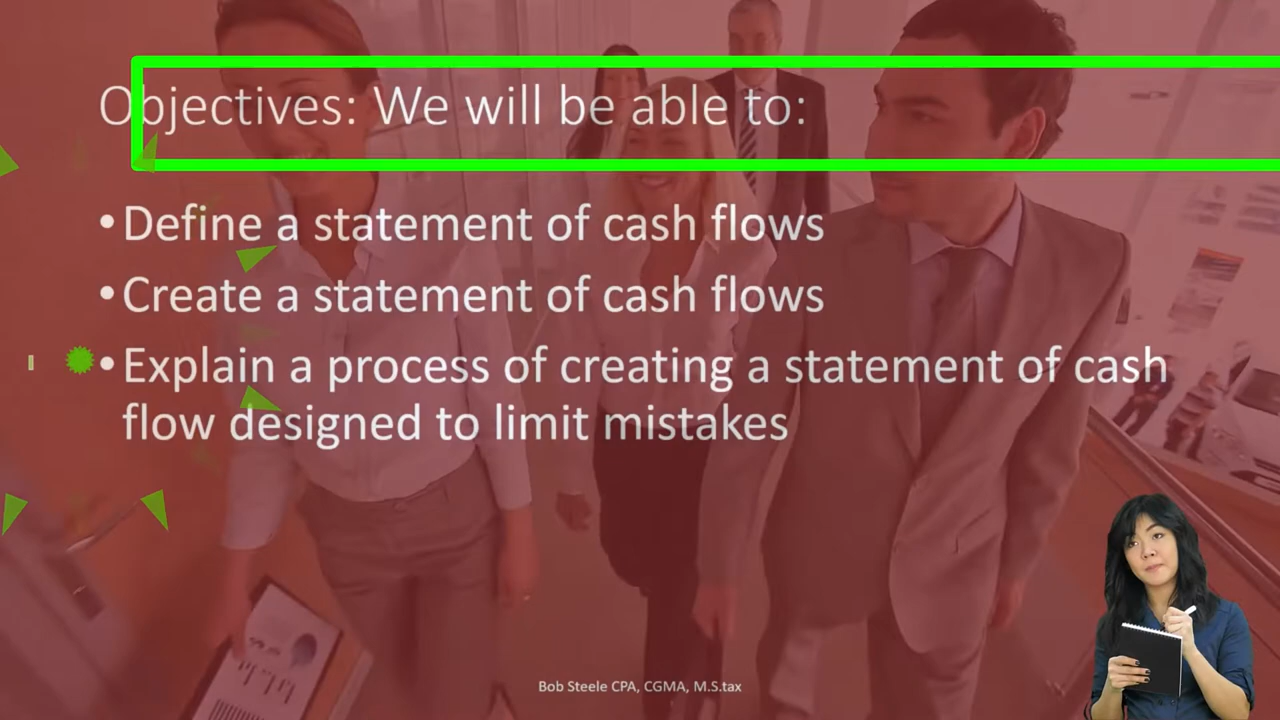 Objectives: We will be able to:
• Define a statement of cash flows
• Create a statement of cash flows
• Explain a process of creating a statement of cash
flow designed to limit mistakes
Bob Steele CPA, CGMA, M.S.tax